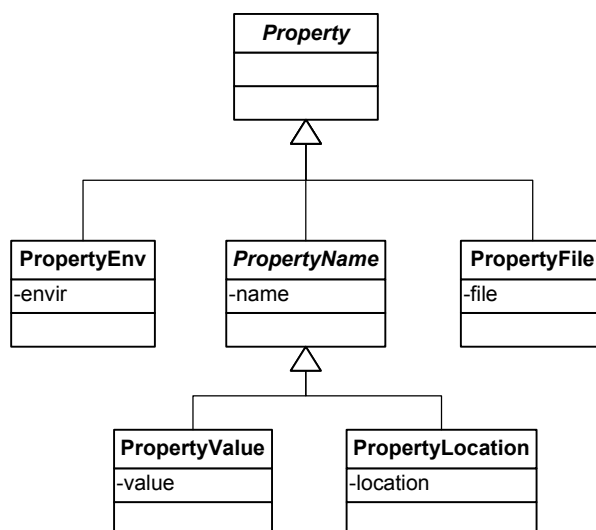 Property
PropertyEnv
-envir
PropertyName
-name
PropertyFile
-file
PropertyValue
-value
PropertyLocation
-location